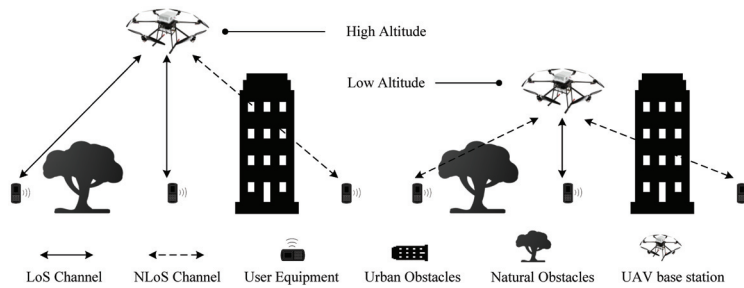 High Altitude
Low Altitude
LoS Channel
NLoS Channel
User Equipment
Urban Obstacles
Natural Obstacles
UAV base station